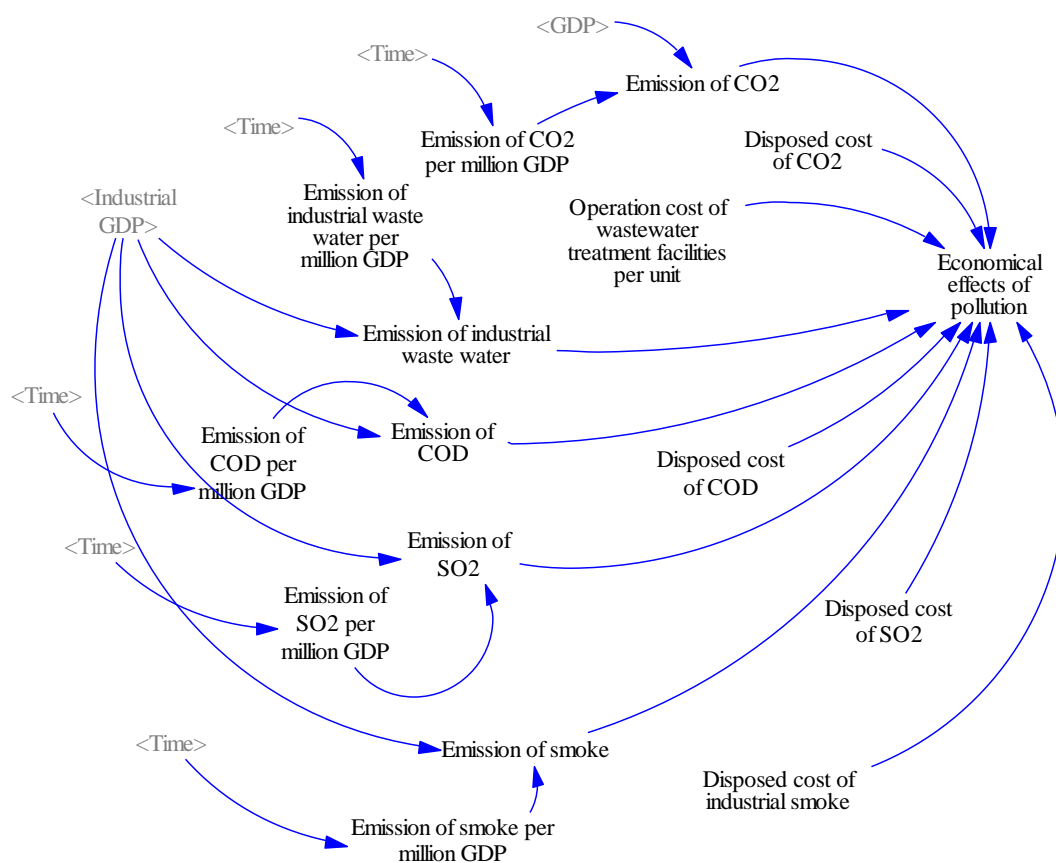 <GDP>
<Time>
Emission of CO2
<Time>
Emission of CO2
per million GDP
Disposed cost
of CO2
<Industrial
GDP>
Emission of
industrial waste
water per
million GDP
Operation cost of
wastewater
treatment facilities
per unit
Economical
effects of
pollution
Emission of industrial
waste water
<Time>
Emission of
COD per
million GDP
Emission of
COD
Disposed cost
of COD
<Time>
Emission of
SO2
Emission of
SO2 per
million GDP
Disposed cost
of SO2
<Time>
Emission of smoke
Disposed cost of
industrial smoke
Emission of smoke per
million GDP